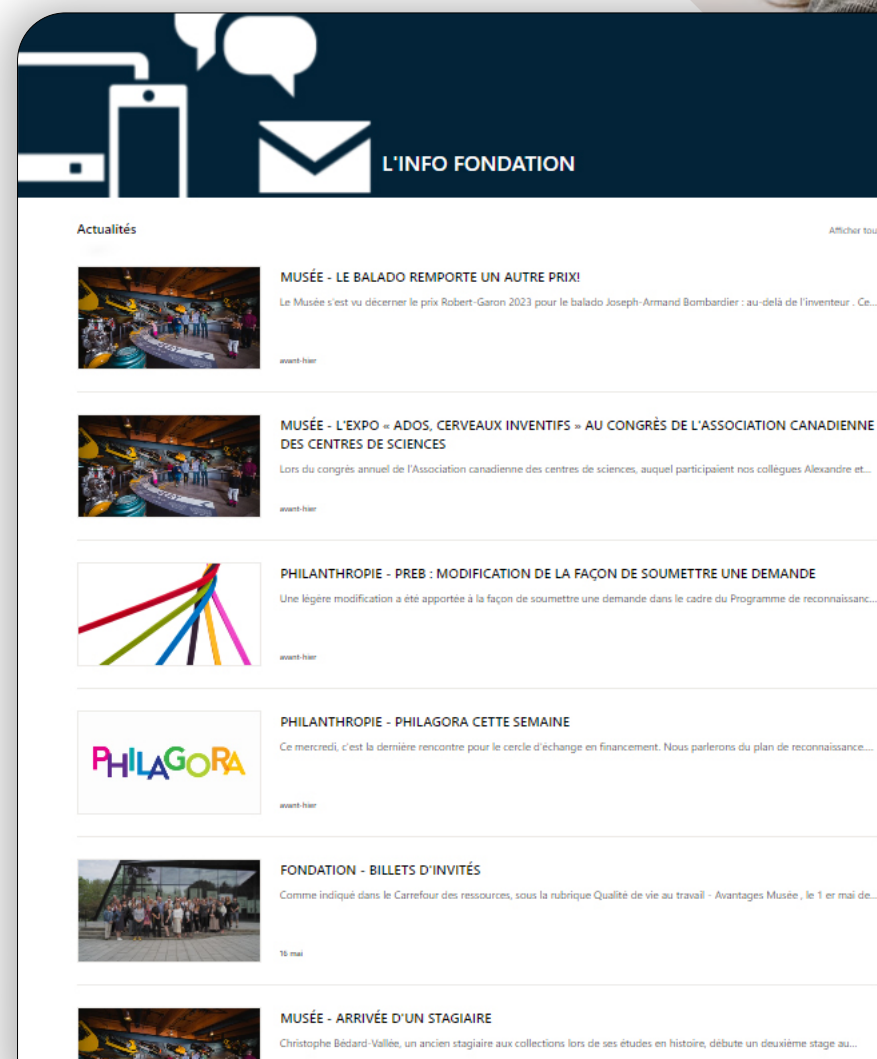 L'INFO FONDATION
Actualités
Afficher tou
MUSÉE - LE BALADO REMPORTE UN AUTRE PRIX!
Le Musée s'est vu décerner le prix Robert-Garon 2023 pour le balado Joseph-Armand Bombardier : au-delà de l'inventeur . Ce...
avant-hier
MUSÉE - L'EXPO « ADOS, CERVEAUX INVENTIFS » AU CONGRÈS DE L'ASSOCIATION CANADIENNE
DES CENTRES DE SCIENCES
Lors du congrès annuel de l'Association canadienne des centres de sciences, auquel participaient nos collègues Alexandre et...
avant-hier
PHILANTHROPIE - PREB : MODIFICATION DE LA FAÇON DE SOUMETTRE UNE DEMANDE
Une légère modification a été apportée à la façon de soumettre une demande dans le cadre du Programme de reconnaissanc...
avant-hier
PHILAGORA
PHILANTHROPIE - PHILAGORA CETTE SEMAINE
Ce mercredi, c'est la dernière rencontre pour le cercle d'échange en financement. Nous parlerons du plan de reconnaissance....
avant-hier
FONDATION - BILLETS D'INVITÉS
Comme indiqué dans le Carrefour des ressources, sous la rubrique Qualité de vie au travail - Avantages Musée , le 1 er mai de...
16 mai
MUSÉE - ARRIVÉE D'UN STAGIAIRE
Christophe Bédard-Vallée, un ancien stagiaire aux collections lors de ses études en histoire, débute un deuxième stage au...